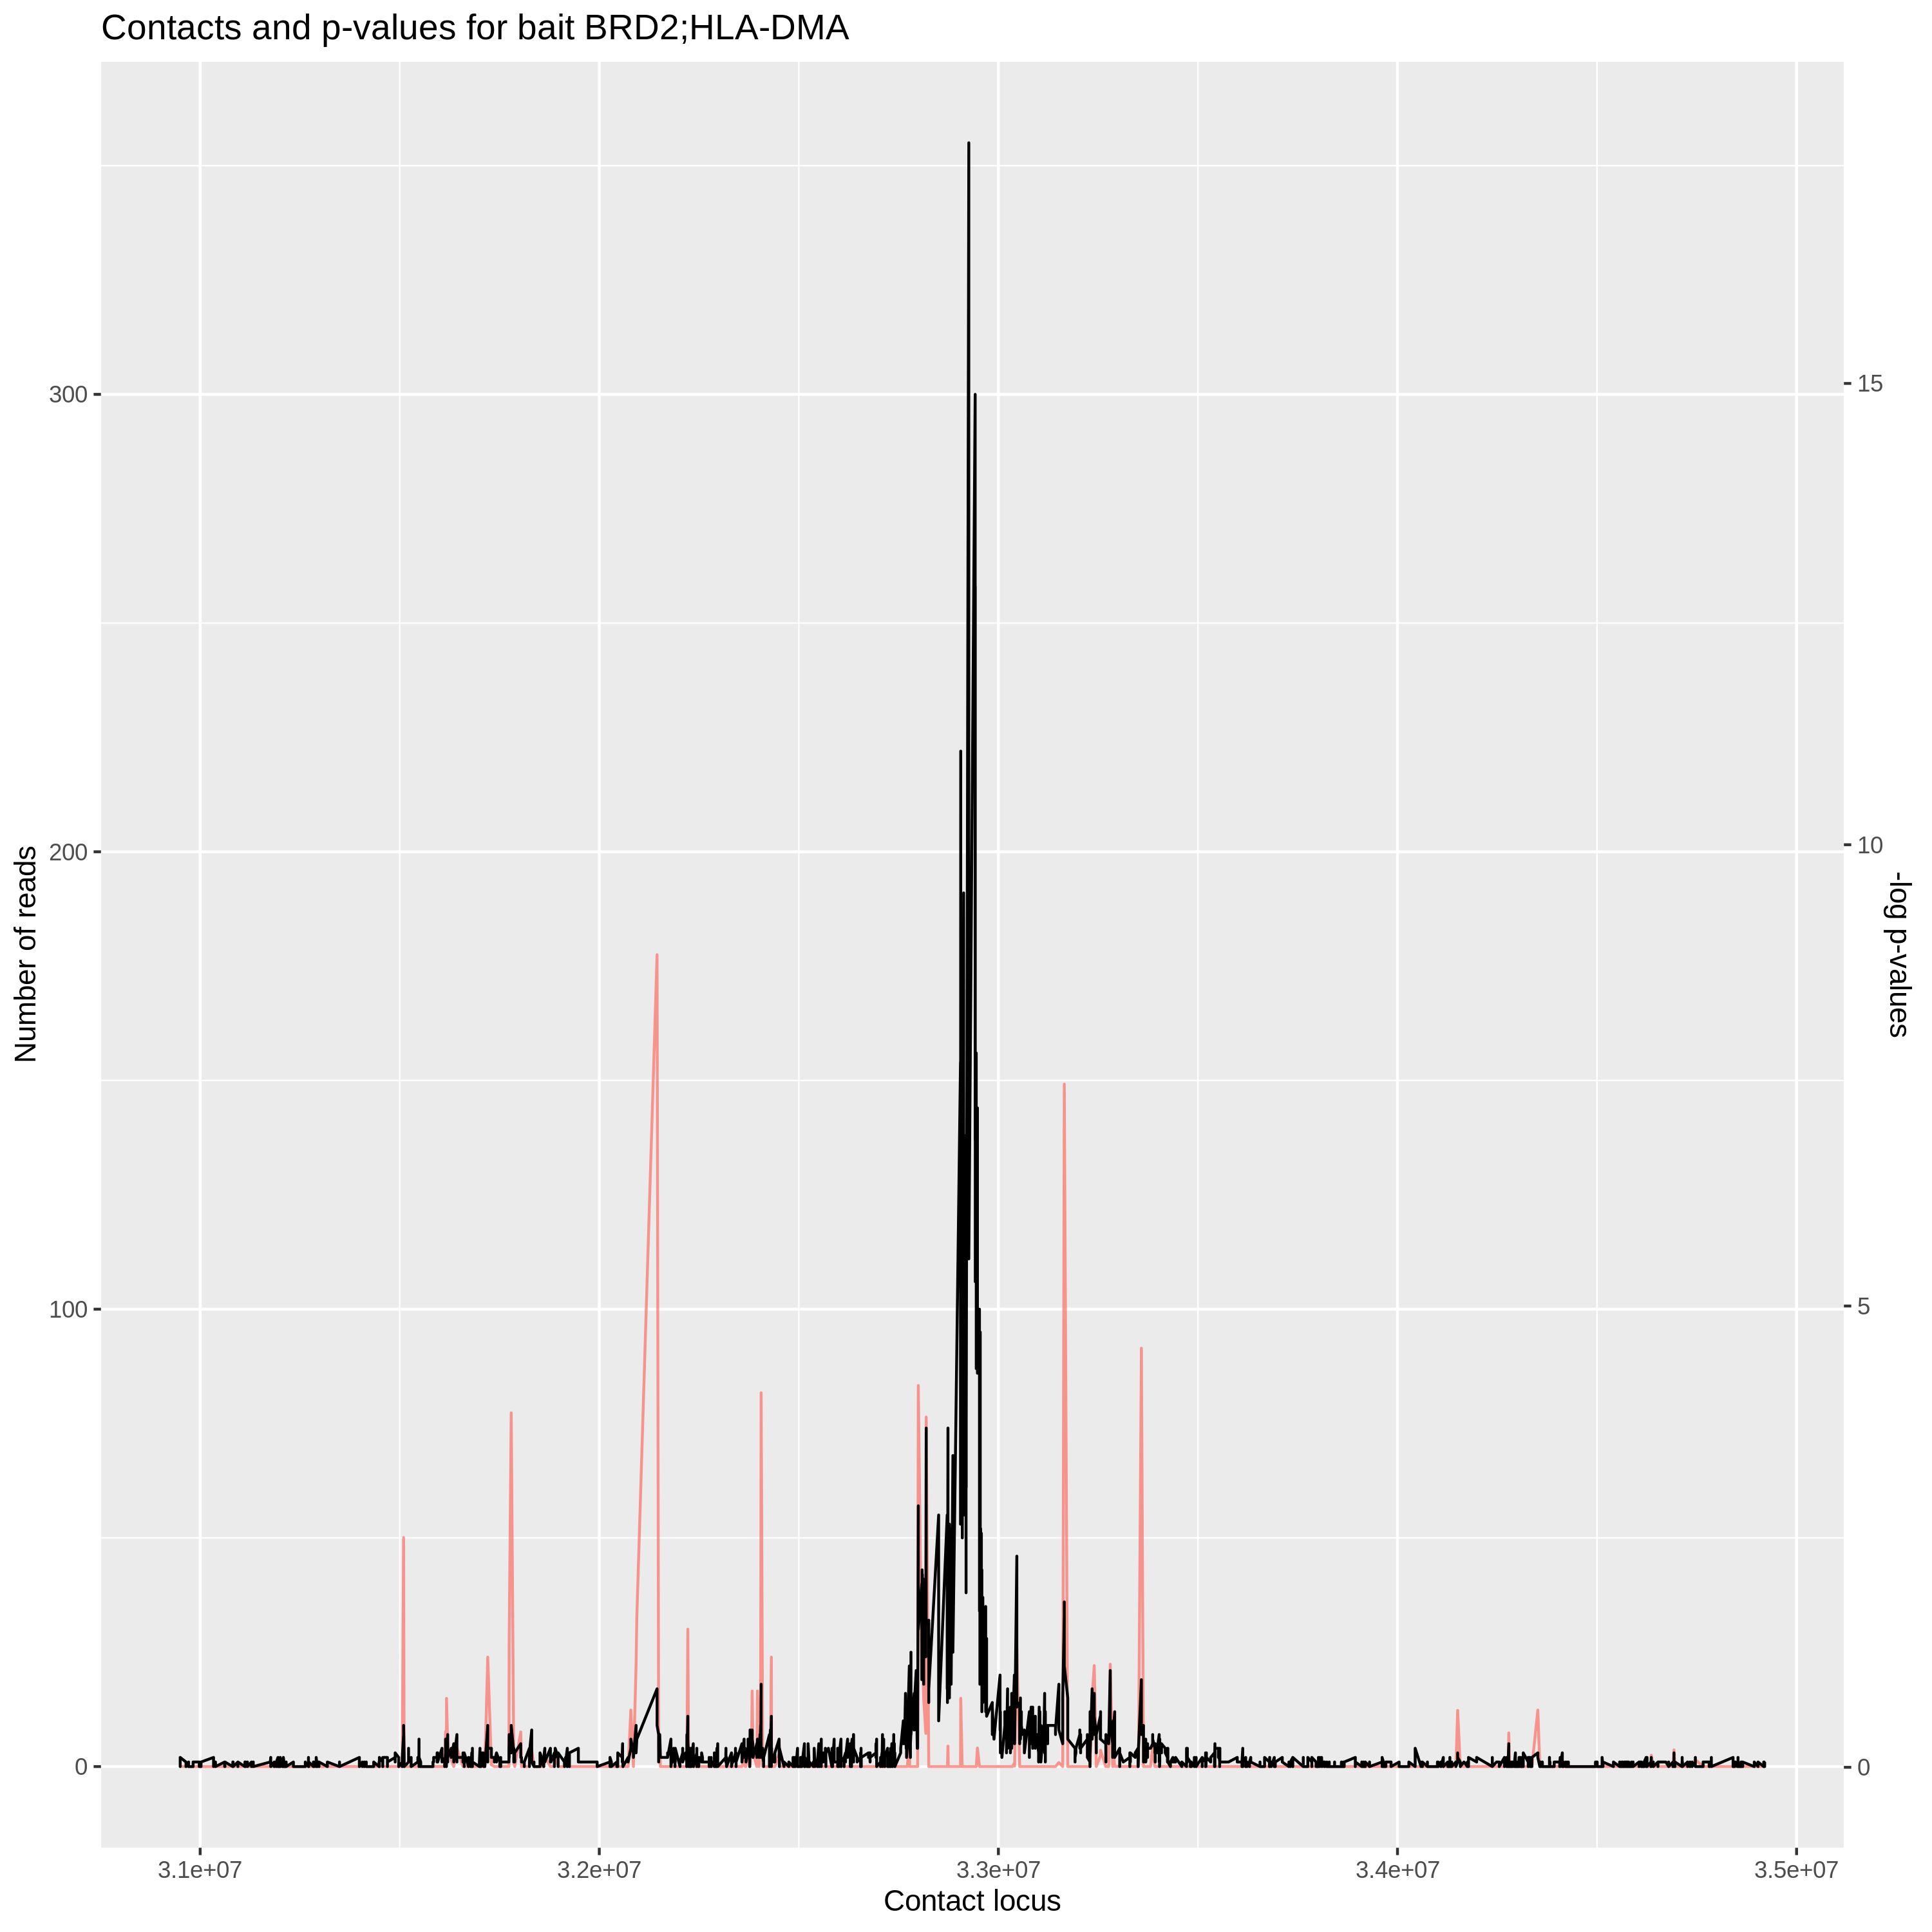 Contacts and p-values for bait BRD2;HLA-DMA
Number of reads
300
200
100
0
15
10
5
0
-log p-values
3.1e+07
3.2e+07
3.3e+07
3.4e+07
3.5e+07
Contact locus